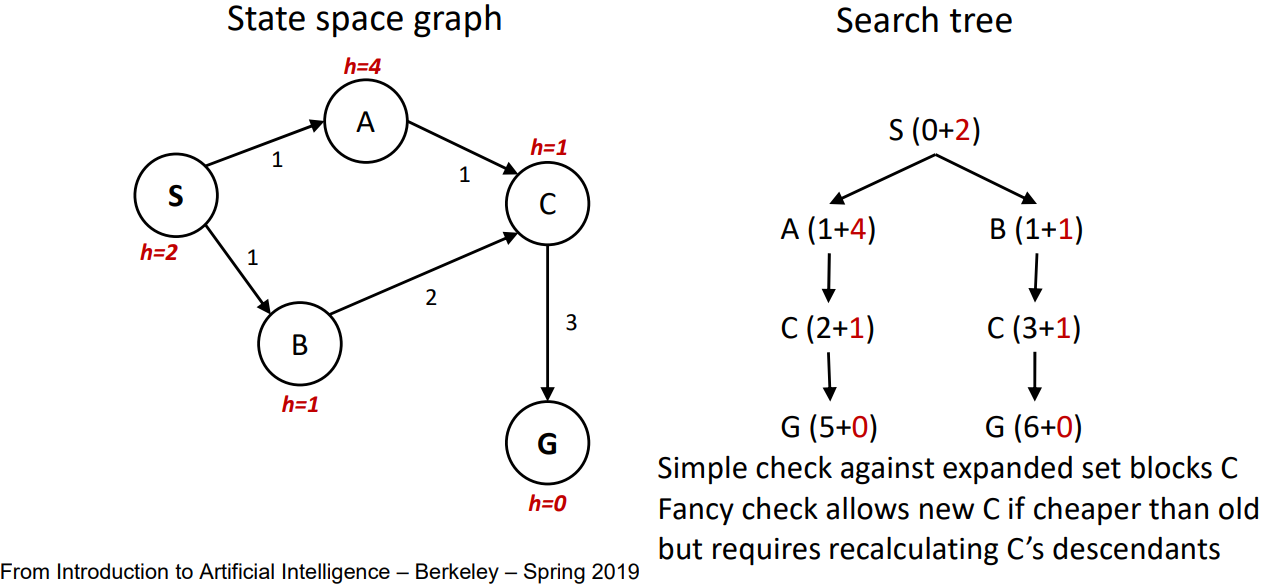 State space graph
h=4
A
1
1
h=1
S
C
h=2
1
2
3
B
h=1
G
h=0
Search tree
S (0+2)
A (1+4) B (1+1)
C (2+1) C (3+1)
G (5+0) G (6+0)
Simple check against expanded set blocks C
Fancy check allows new C if cheaper than old
but requires recalculating C’s descendants
From Introduction to Artificial Intelligence – Berkeley – Spring 2019